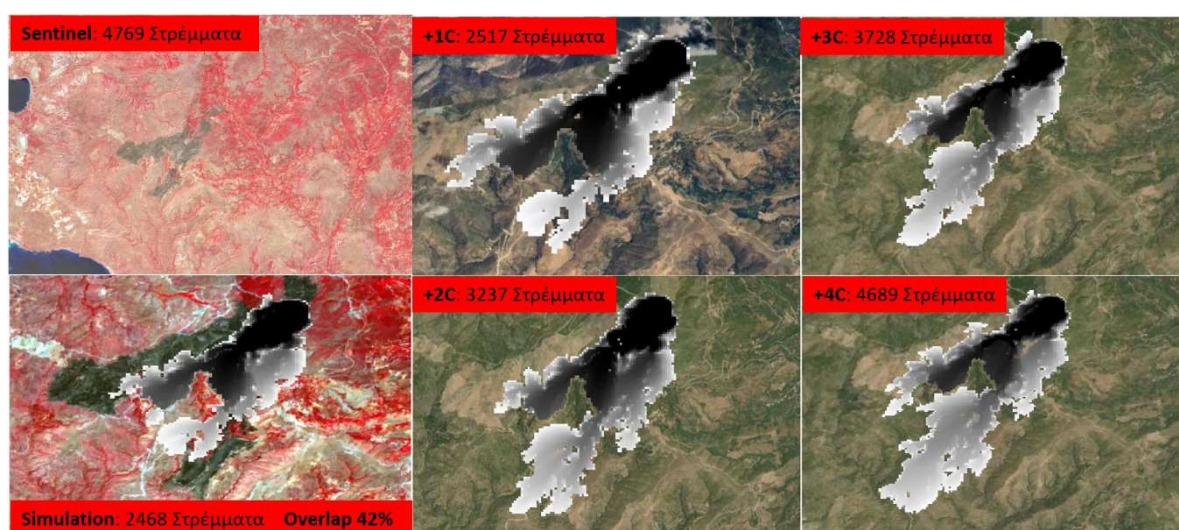 Sentinel: 4769 Στρέμματα
+1C: 2517 Στρέμματα
+3C: 3728 Στρέμματα
+2C: 3237 Στρέμματα
+4C: 4689 Στρέμματα
Simulation: 2468 Στρέμματα Overlap 42%